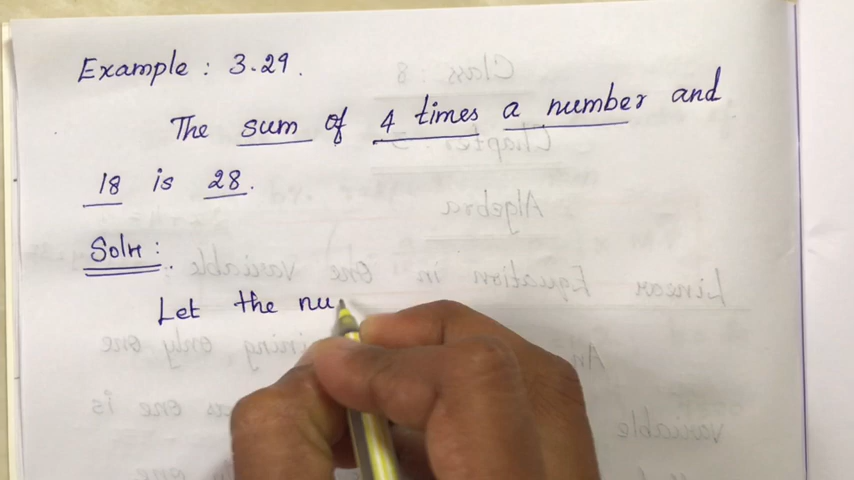 Example : 3.29.
The sum of 4 times a number and
18 is 28.
Soln :
Let the nu